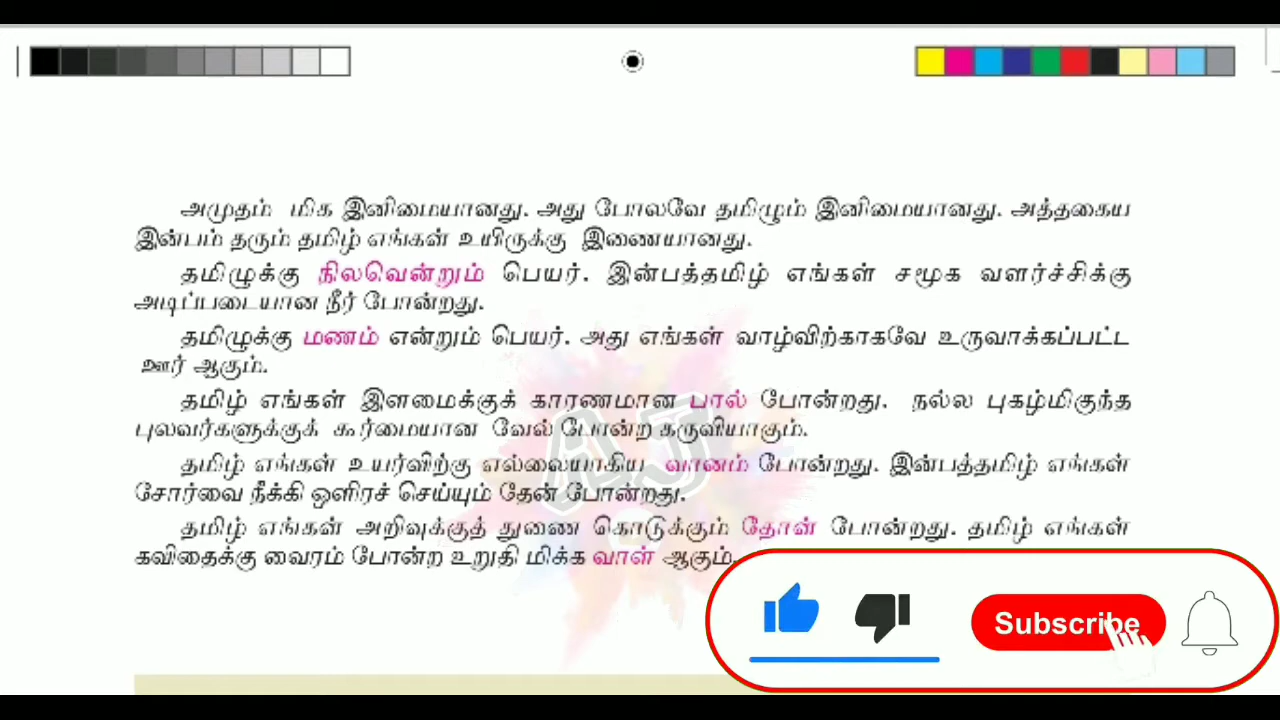 அமுதம் மிக இனிமையானது. அது போலவே தமிழும் இனிமையானது. அத்தகைய
இன்பம் தரும் தமிழ் எங்கள் உயிருக்கு இணையானது.
தமிழுக்கு நிலவென்றும் பெயர். இன்பத்தமிழ் எங்கள் சமூக வளர்ச்சிக்கு
அடிப்படையான நீர் போன்றது.
தமிழுக்கு மணம் என்றும் பெயர். அது எங்கள் வாழ்விற்காகவே உருவாக்கப்பட்ட
ஊர் ஆகும்.
தமிழ் எங்கள் இளமைக்குக் காரணமான பால் போன்றது. நல்ல புகழ்மிகுந்த
புலவர்களுக்குக் கூர்மையான வேல் போன்ற கருவியாகும்.
தமிழ் எங்கள் உயர்விற்கு எல்லையாகிய வானம் போன்றது. இன்பத்தமிழ் எங்கள்
சோர்வை நீக்கி ஒளிரச் செய்யும் தேன் போன்றது.
தமிழ் எங்கள் அறிவுக்குத் துணை கொடுக்கும் தோள் போன்றது. தமிழ் எங்கள்
கவிதைக்கு வைரம் போன்ற உறுதி மிக்க வாள் ஆகும்.
AJ
Subscribe